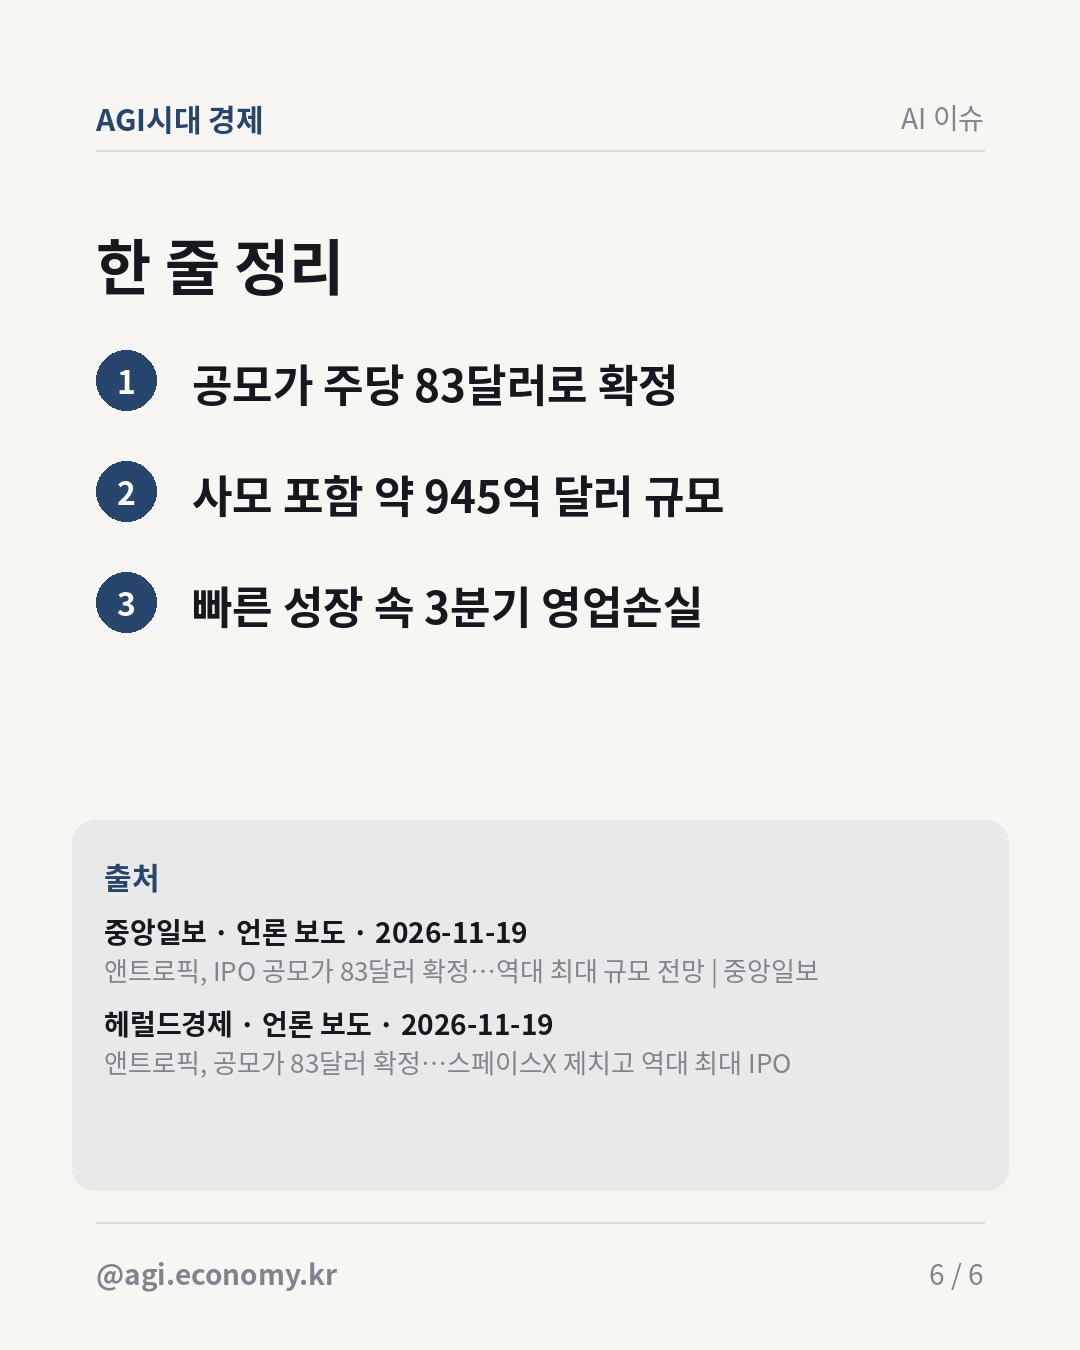 AGI시대 경제
AI 이슈
한 줄 정리
1 공모가 주당 83달러로 확정
2 사모 포함 약 945억 달러 규모
3 빠른 성장 속 3분기 영업손실
출처
중앙일보 · 언론 보도 · 2026-11-19
앤트로픽, IPO 공모가 83달러 확정…역대 최대 규모 전망 | 중앙일보
헤럴드경제 · 언론 보도 · 2026-11-19
앤트로픽, 공모가 83달러 확정…스페이스X 제치고 역대 최대 IPO
@agi.economy.kr
6 / 6